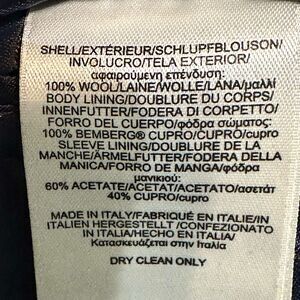 SHELL/EXTÉRIEUR/SCHLUPFBLOUSON/
INVOLUCRO/TELA EXTERIOR/
αφαιρούμενη επένδυση:
100% WOOL/LAINE/WOLLE/LANA/μαλλί
BODY LINING/DOUBLURE DU CORPS/
INNENFUTTER/FODERA DI CORPETTO/
FORRO DEL CUERPO/φόδρα σώματος:
100% BEMBERG® CUPRO/CUPRO/cupro
SLEEVE LINING/DOUBLURE DE LA
MANCHE/ÄRMELFUTTER/FODERA DELLA
MANICA/FORRO DE MANGA/φόδρα
μανικιού:
60% ACETATE/ACETAT/ACETATO/ασετάτ
40% CUPRO/cupro
MADE IN ITALY/FABRIQUÉ EN ITALIE/IN
ITALIEN HERGESTELLT /CONFEZIONATO
IN ITALIA/HECHO EN ITALIA/
Κατασκευάζεται στην Ιταλία
DRY CLEAN ONLY